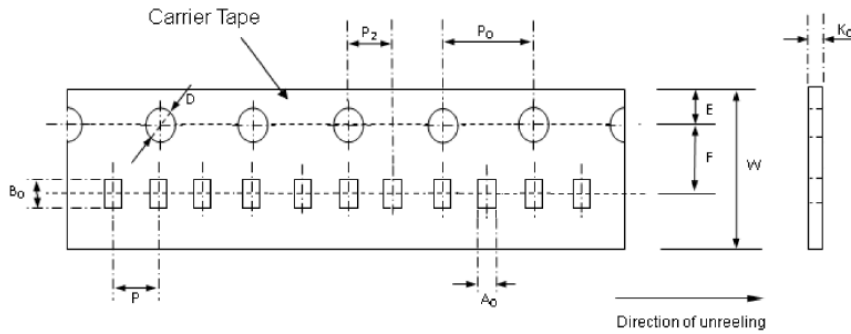 Carrier Tape
P2
P0
K0
D
E
F
W
B0
P
A0
Direction of unreeling